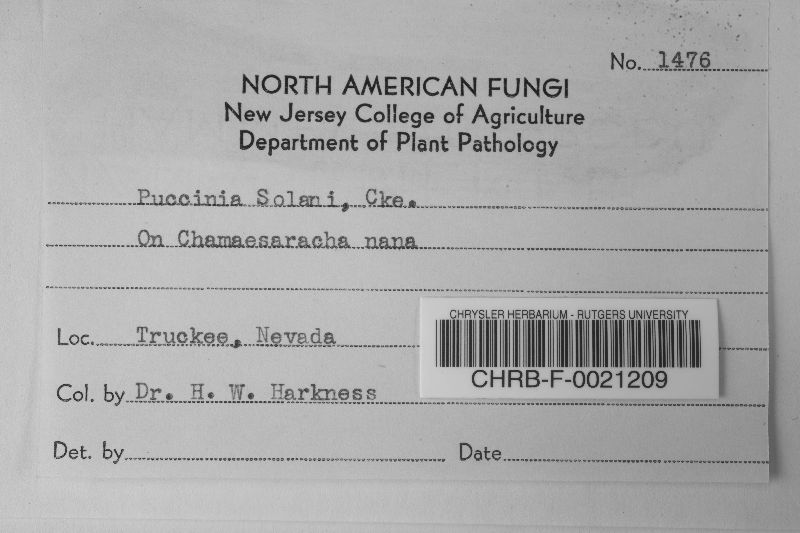 No. 1476
NORTH AMERICAN FUNGI
New Jersey College of Agriculture
Department of Plant Pathology
Puccinia Solani, Cke.
On Chamaesaracha nana
CHRYSLER HERBARIUM - RUTGERS UNIVERSITY
Loc. Truckee, Nevada
CHRB-F-0021209
Col. by Dr. H. W. Harkness
Det. by
Date